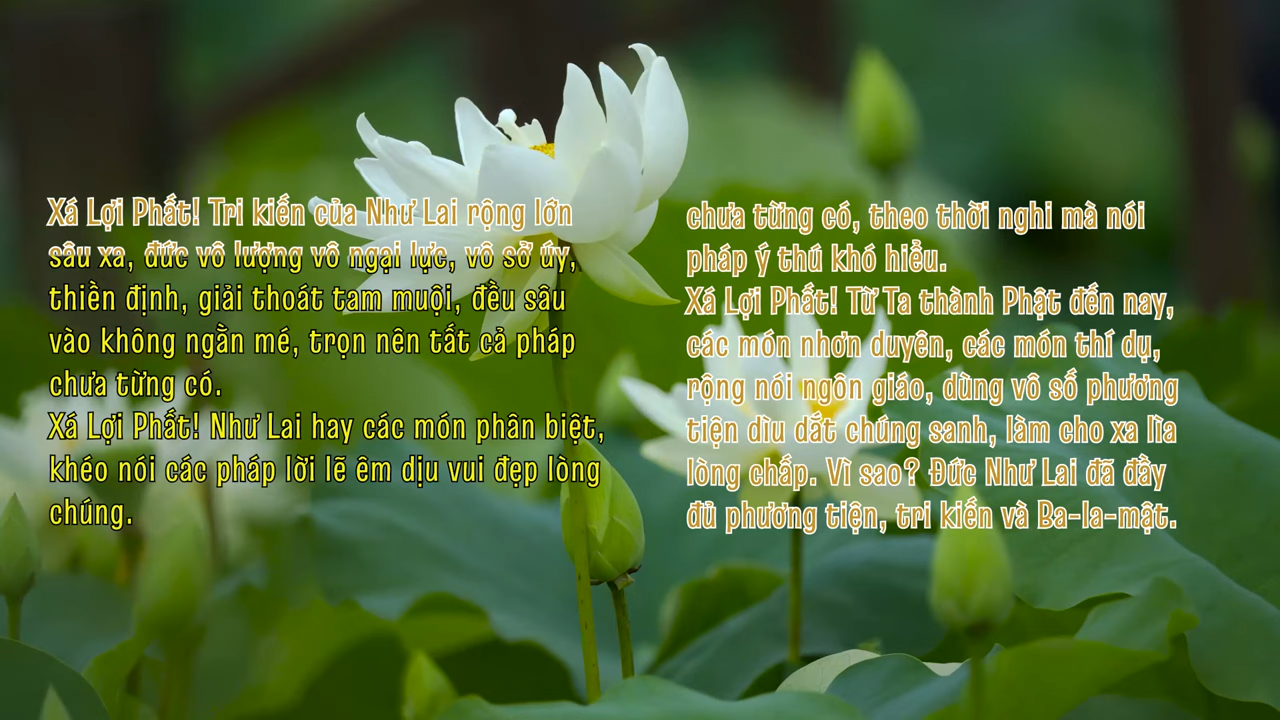 Xá Lợi Phất! Tri kiến của Như Lai rộng lớn
sâu xa, đức vô lượng vô ngại lực, vô sở úy,
thiền định, giải thoát tam muội, đều sâu
vào không ngằn mé, trọn nên tất cả pháp
chưa từng có.
Xá Lợi Phất! Như Lai hay các món phân biệt,
khéo nói các pháp lời lẽ êm dịu vui đẹp lòng
chúng.
chưa từng có, theo thời nghi mà nói
pháp ý thú khó hiểu.
Xá Lợi Phất! Từ Ta thành Phật đến nay,
các món nhơn duyên, các món thí dụ,
rộng nói ngôn giáo, dùng vô số phương
tiện dìu dắt chúng sanh, làm cho xa lìa
lòng chấp. Vì sao? Đức Như Lai đã đầy
đủ phương tiện, tri kiến và Ba-la-mật.